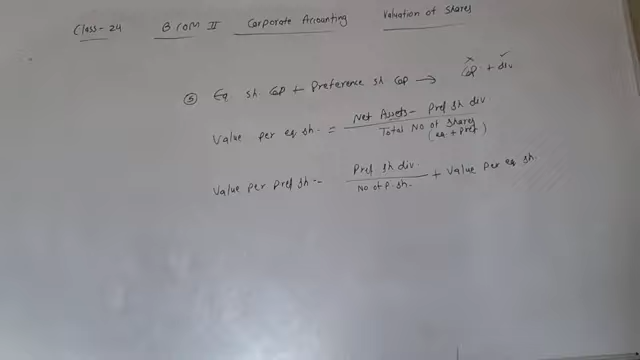 Class-24 B COM II Corporate Accounting Valuation of Shares
⑤ Eq. sh. Cap + Preference sh Cap → Cap. + div
× ✓
Value per eq sh. = Net Assets - Pref sh div
Total No of Shares
(eq + Pref)
Value per Pref sh - Pref sh div. + Value per eq sh.
No of P. sh.